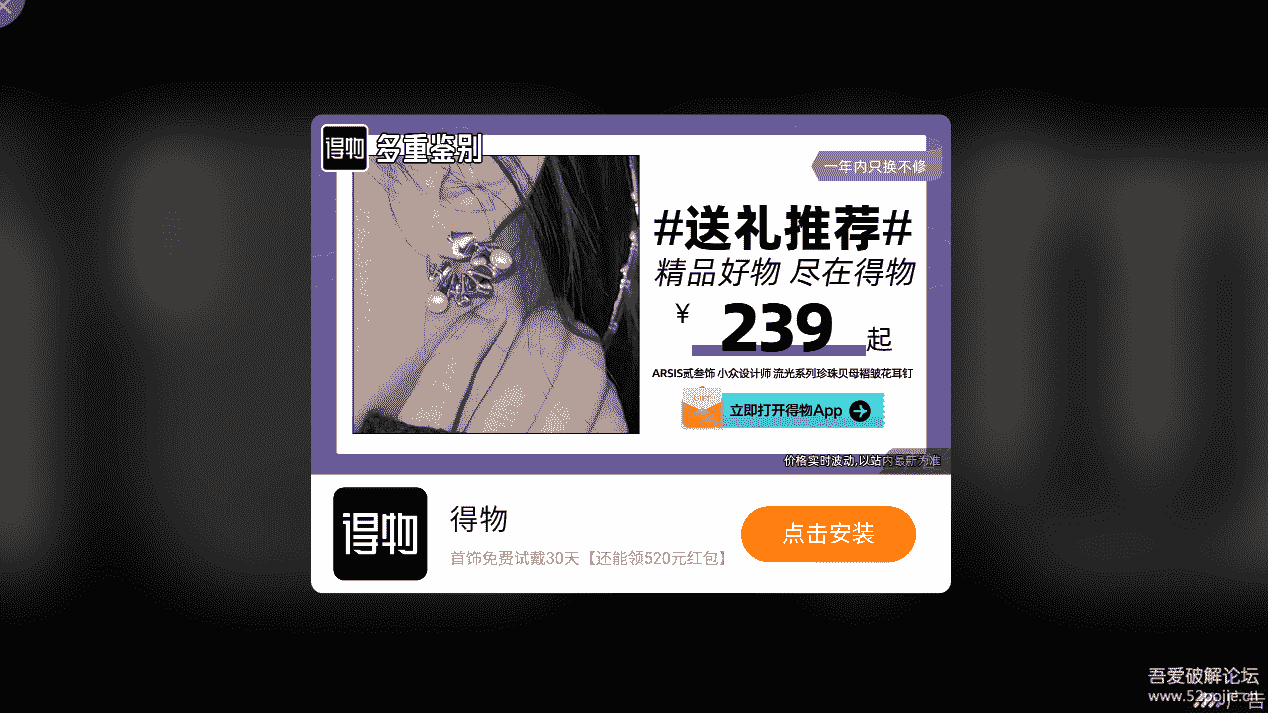 得物
多重鉴别
一年内只换不修
#送礼推荐#
精品好物 尽在得物
¥ 239 起
ARSIS贰叁饰 小众设计师 流光系列珍珠贝母褶皱花耳钉
立即打开得物App
价格实时波动,以站内最新为准
得物
得物
首饰免费试戴30天【还能领520元红包】
点击安装
吾爱破解论坛
www.52pojie.cn
广告